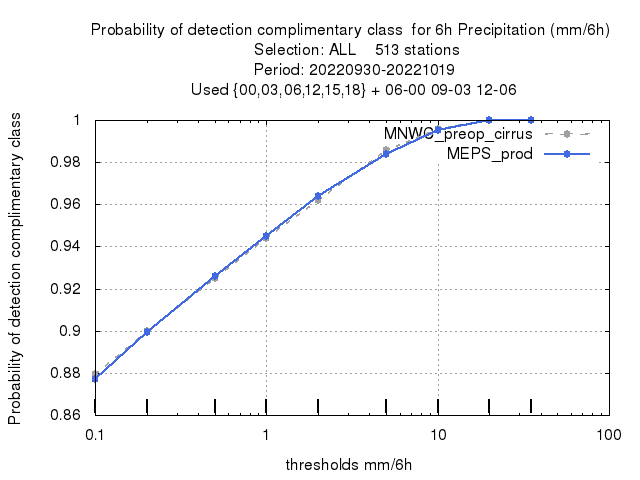 Probability of detection complimentary class  for 6h Precipitation (mm/6h)
Selection: ALL    513 stations
Period: 20220930-20221019
Used {00,03,06,12,15,18} + 06-00 09-03 12-06
Probability of detection complimentary class
1
0.98
0.96
0.94
0.92
0.9
0.88
0.86
MNWC_preop_cirrus
MEPS_prod
0.1 1 10 100
thresholds mm/6h